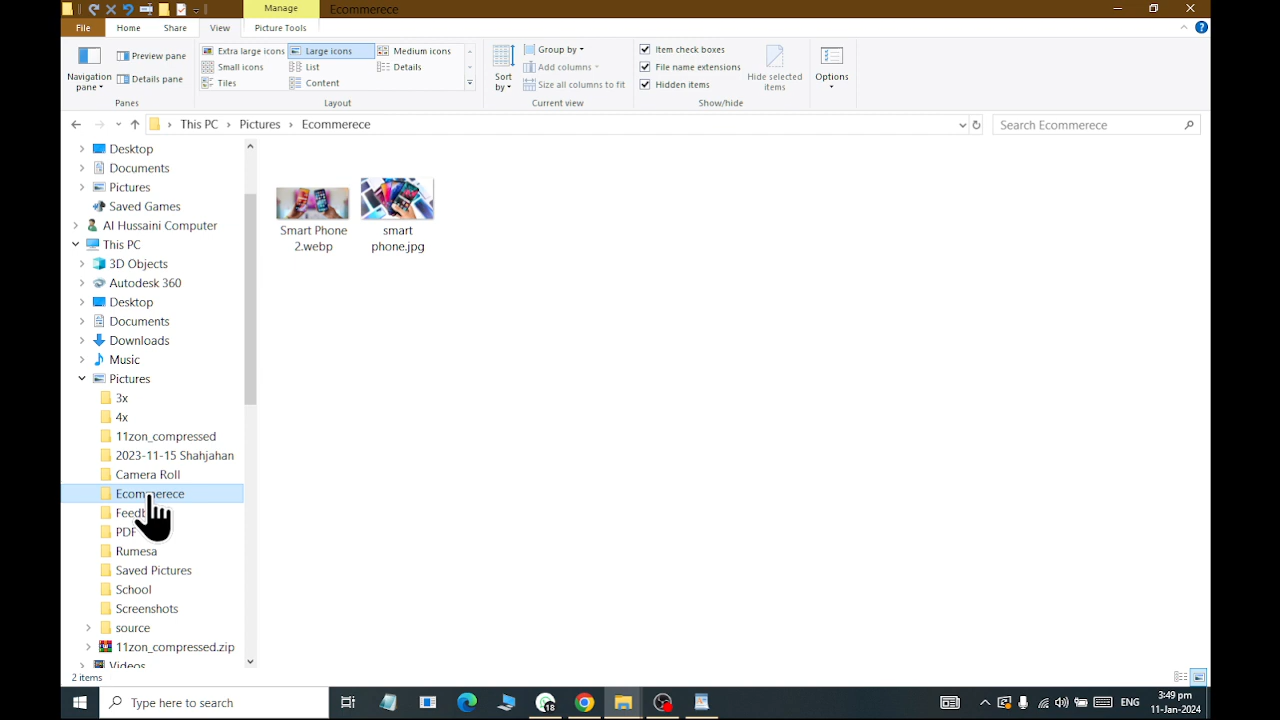 Manage
Ecommerece
File
Home
Share
View
Picture Tools
Navigation
pane
Preview pane
Details pane
Panes
Extra large icons
Large icons
Medium icons
Small icons
List
Details
Tiles
Content
Layout
Sort
by
Group by
Add columns
Size all columns to fit
Current view
Item check boxes
File name extensions
Hidden items
Hide selected
items
Show/hide
Options
This PC
Pictures
Ecommerece
Search Ecommerece
Desktop
Documents
Pictures
Saved Games
Al Hussaini Computer
This PC
3D Objects
Autodesk 360
Desktop
Documents
Downloads
Music
Pictures
3x
4x
11zon_compressed
2023-11-15 Shahjahan
Camera Roll
Ecommerece
PDF
Rumesa
Saved Pictures
School
Screenshots
source
11zon_compressed.zip
Videos
Smart Phone
2.webp
smart
phone.jpg
2 items
Type here to search
18
ENG
3:49 pm
11-Jan-2024